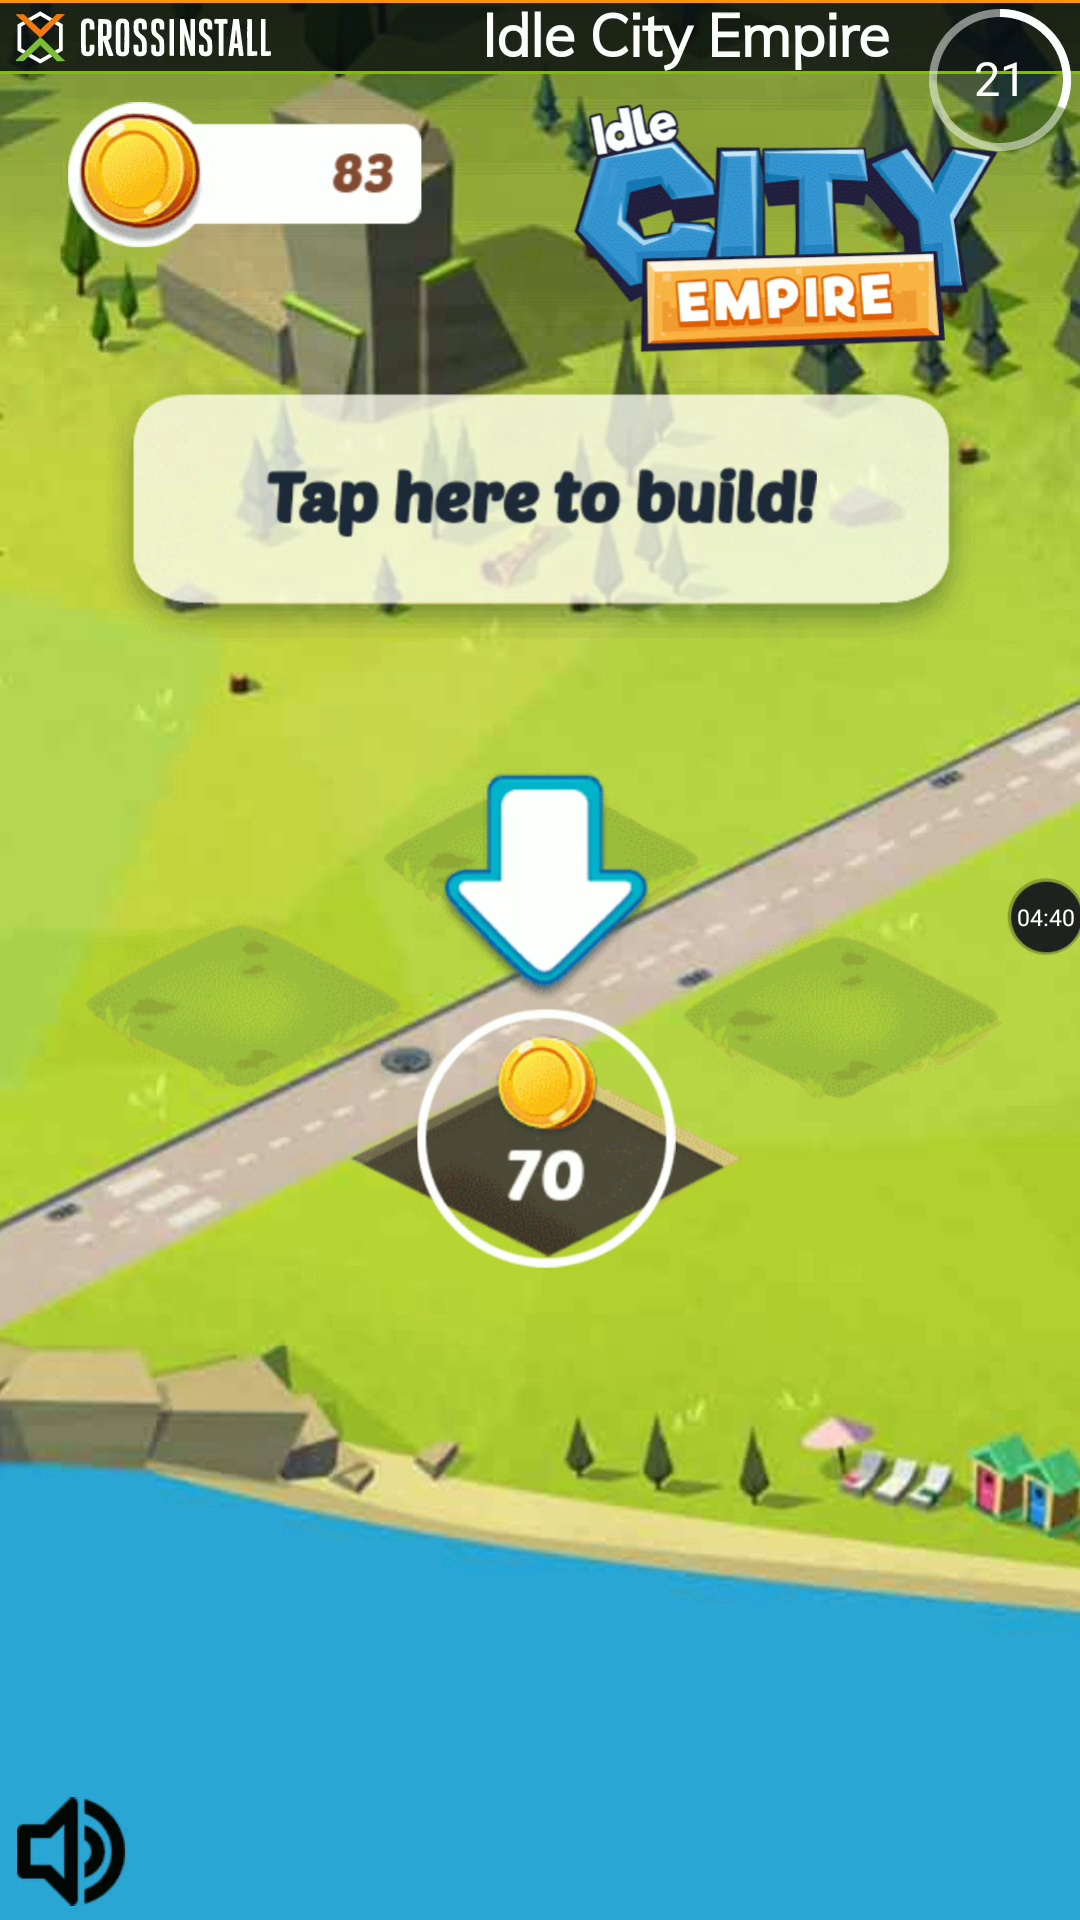 CROSSINSTALL
Idle City Empire
21
83
Idle
CITY
EMPIRE
Tap here to build!
04:40
70